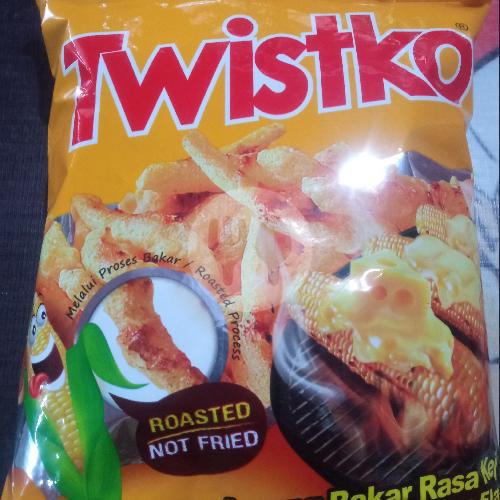 Twistko®
Melalui Proses Bakar / Roasted Process
ROASTED
NOT FRIED
Bakar Rasa